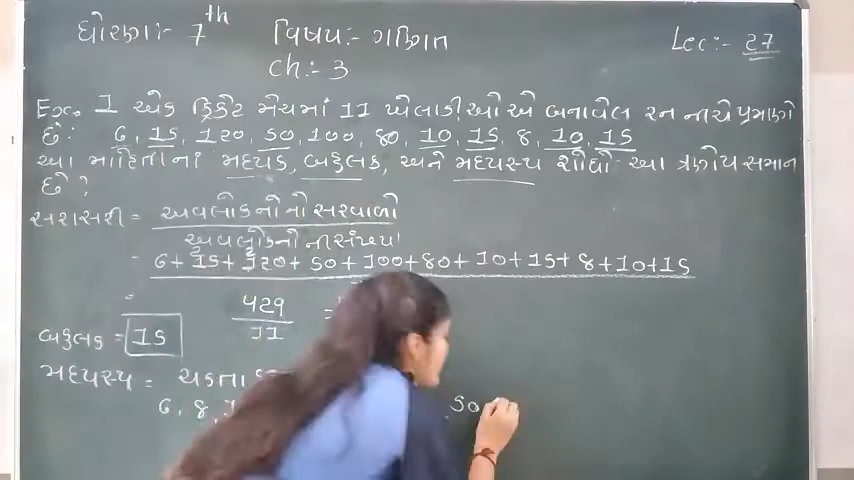 ધોરણ:- 7th વિષય:- ગણિત Lec:- 27
Ch:- 3
Ex. 1 એક ક્રિકેટ મેચમાં 11 ખેલાડીઓએ બનાવેલ રન નીચે પ્રમાણે
છે: 6, 15, 120, 50, 100, 80, 10, 15, 8, 10, 15
આ માહિતીના મધ્યક, બહુલક, અને મધ્યસ્થ શોધો. આ ત્રણેય સમાન
છે ?
સરાસરી = અવલોકનોનો સરવાળો
અવલોકનોની સંખ્યા
= 6+ 15+ 120+ 50+ 100+80+ 10+ 15+ 8+10+15
= 429 =
11
બહુલક = 15
મધ્યસ્થ = ચડતા
6, 8, 50